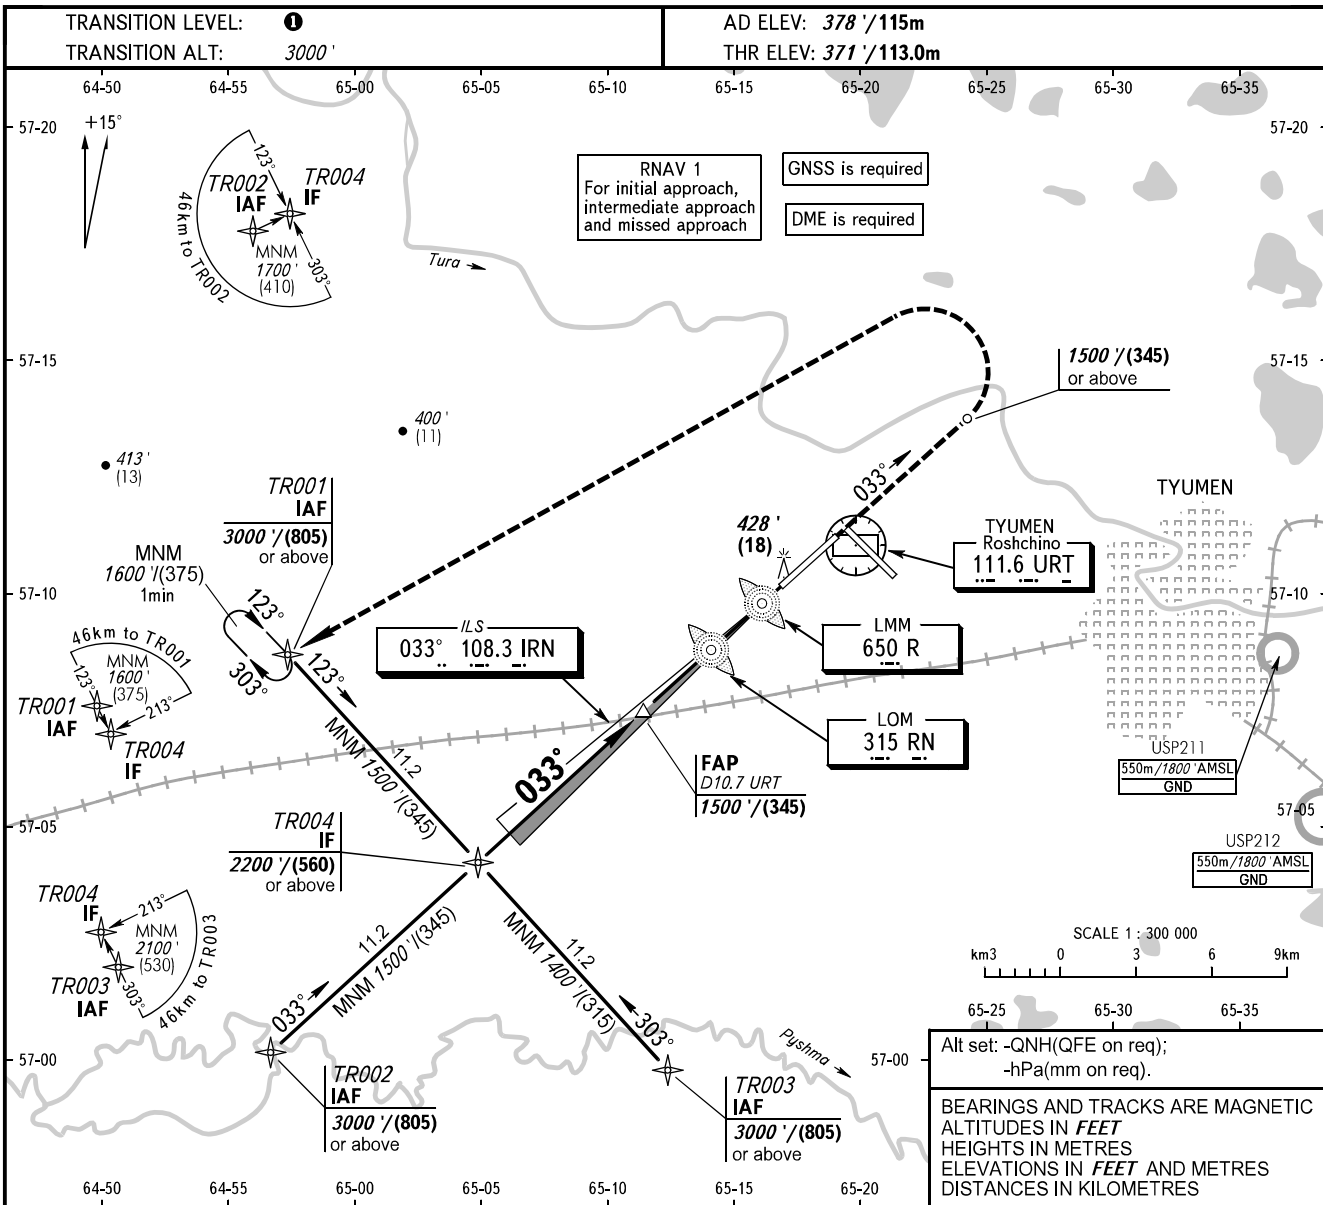 TRANSITION LEVEL: ❶
TRANSITION ALT: 3000 '
AD ELEV: 378 '/115m
THR ELEV: 371 '/113.0m
64-50 64-55 65-00 65-05 65-10 65-15 65-20 65-25 65-30 65-35
57-20
57-20
+15°
123°
TR002
IAF
TR004
IF
MNM
1700 '
(410)
303°
46km to TR002
RNAV 1
For initial approach,
intermediate approach
and missed approach
GNSS is required
DME is required
Tura
57-15
57-15
1500 '/(345)
or above
400 '
(11)
413 '
(13)
033°
TYUMEN
TR001
IAF
3000 '/(805)
or above
428 '
(18)
TYUMEN
Roshchino
111.6 URT
MNM
1600 '/(375)
1min
57-10
57-10
123°
303°
123°
46km to TR001
MNM
1600 '
(375)
123°
213°
TR001
IAF
TR004
IF
ILS
033° 108.3 IRN
LMM
650 R
LOM
315 RN
11.2
MNM 1500 '/(345)
033°
FAP
D10.7 URT
1500 '/(345)
USP211
550m/1800 'AMSL
GND
57-05
57-05
TR004
IF
2200 '/(560)
or above
USP212
550m/1800 'AMSL
GND
TR004
IF
213°
MNM
2100 '
(530)
TR003
IAF
303°
46km to TR003
11.2
MNM 1500 '/(345)
033°
11.2
MNM 1400'/(315)
303°
SCALE 1 : 300 000
km3 0 3 6 9km
65-25 65-30 65-35
Pyshma
57-00
57-00
TR002
IAF
3000 '/(805)
or above
TR003
IAF
3000 '/(805)
or above
Alt set: -QNH(QFE on req);
-hPa(mm on req).
BEARINGS AND TRACKS ARE MAGNETIC
ALTITUDES IN FEET
HEIGHTS IN METRES
ELEVATIONS IN FEET AND METRES
DISTANCES IN KILOMETRES
64-50 64-55 65-00 65-05 65-10 65-15 65-20